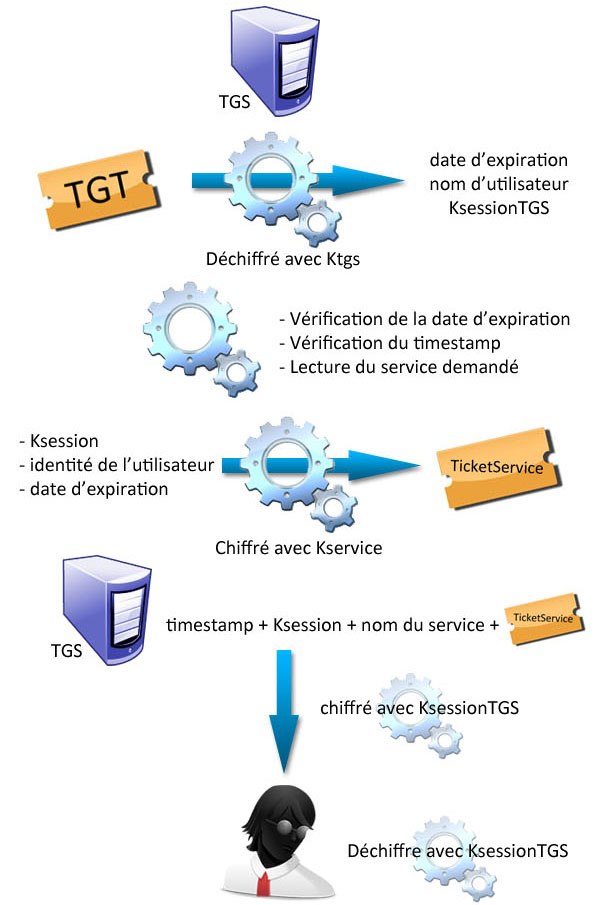 TGS
TGT
date d'expiration
nom d'utilisateur
KsessionTGS
Déchiffré avec Ktgs
- Vérification de la date d'expiration
- Vérification du timestamp
- Lecture du service demandé
- Ksession
- identité de l'utilisateur
- date d'expiration
TicketService
Chiffré avec Kservice
TGS
timestamp + Ksession + nom du service +
TicketService
chiffré avec KsessionTGS
Déchiffre avec KsessionTGS